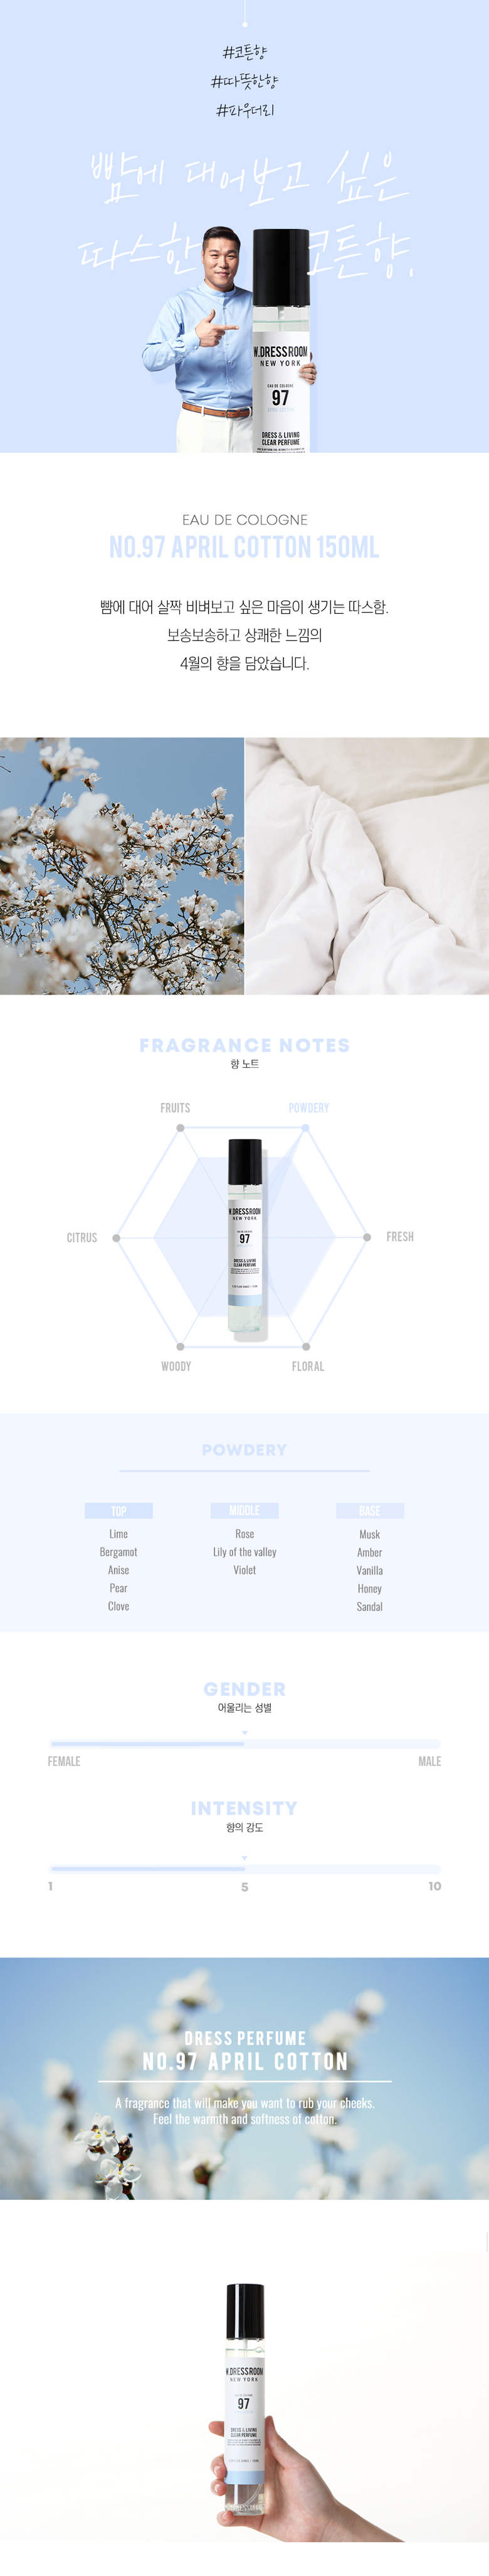 #코튼향
#따뜻한향
#파우더리
뺨에 대어보고 싶은
따스한 코튼향.
W.DRESSROOM
NEW YORK
EAU DE COLOGNE
97
DRESS & LIVING
CLEAR PERFUME
EAU DE COLOGNE
NO.97 APRIL COTTON 150ML
뺨에 대어 살짝 비벼보고 싶은 마음이 생기는 따스함.
보송보송하고 상쾌한 느낌의
4월의 향을 담았습니다.
FRAGRANCE NOTES
향 노트
FRUITS
POWDERY
W.DRESSROOM
NEW YORK
97
DRESS & LIVING
CLEAR PERFUME
CITRUS
FRESH
WOODY
FLORAL
POWDERY
TOP
Lime
Bergamot
Anise
Pear
Clove
MIDDLE
Rose
Lily of the valley
Violet
BASE
Musk
Amber
Vanilla
Honey
Sandal
GENDER
어울리는 성별
FEMALE
MALE
INTENSITY
향의 강도
1
5
10
DRESS PERFUME
NO.97 APRIL COTTON
A fragrance that will make you want to rub your cheeks.
Feel the warmth and softness of cotton.
W.DRESSROOM
NEW YORK
97
DRESS & LIVING
CLEAR PERFUME